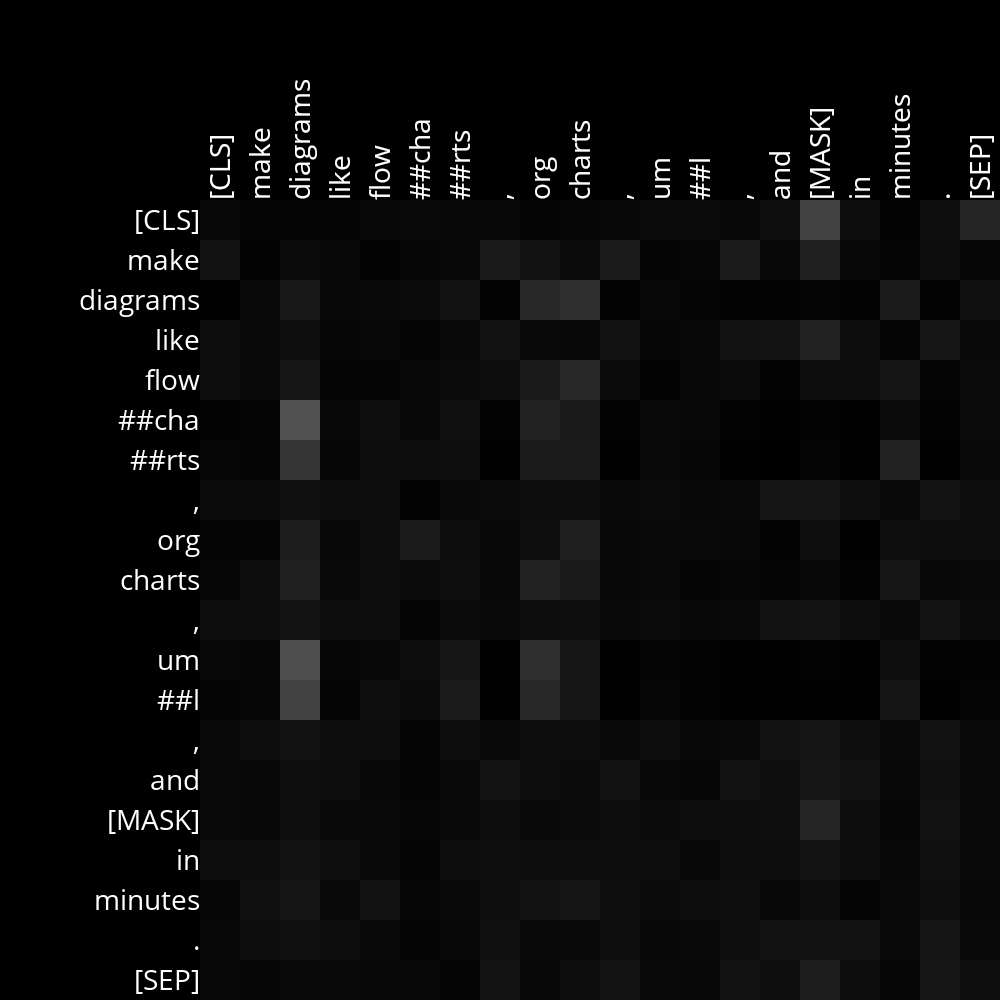 [CLS] make diagrams like flow ##cha ##rts , org charts , um ##l , and [MASK] in minutes . [SEP]
[CLS]
make
diagrams
like
flow
##cha
##rts
,
org
charts
,
um
##l
,
and
[MASK]
in
minutes
.
[SEP]